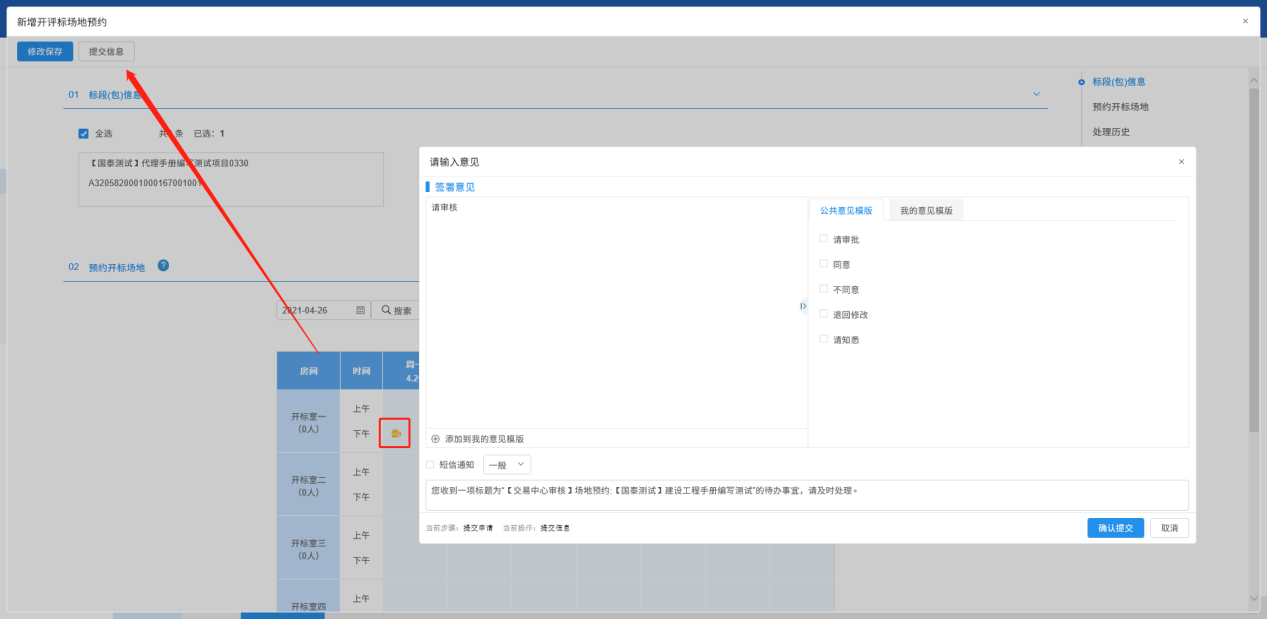 新增开评标场地预约
×
修改保存
提交信息
01 标段(包)信息
标段(包)信息
预约开标场地
处理历史
全选
条 已选：1
【国泰测试】代理手册编写测试项目0330
A3205820001000167001001
02 预约开标场地 ?
2021-04-26
搜索
房间
时间
周一
开标室一
(0人)
上午
下午
开标室二
(0人)
上午
下午
开标室三
(0人)
上午
下午
开标室四
上午
请输入意见
×
签署意见
请审核
公共意见模版
我的意见模版
请审批
同意
不同意
退回修改
请知悉
添加到我的意见模版
短信通知
一般
您收到一项标题为"【交易中心审核】场地预约:【国泰测试】建设工程手册编写测试"的待办事宜，请及时处理。
当前步骤：提交申请 当前操作：提交信息
确认提交
取消